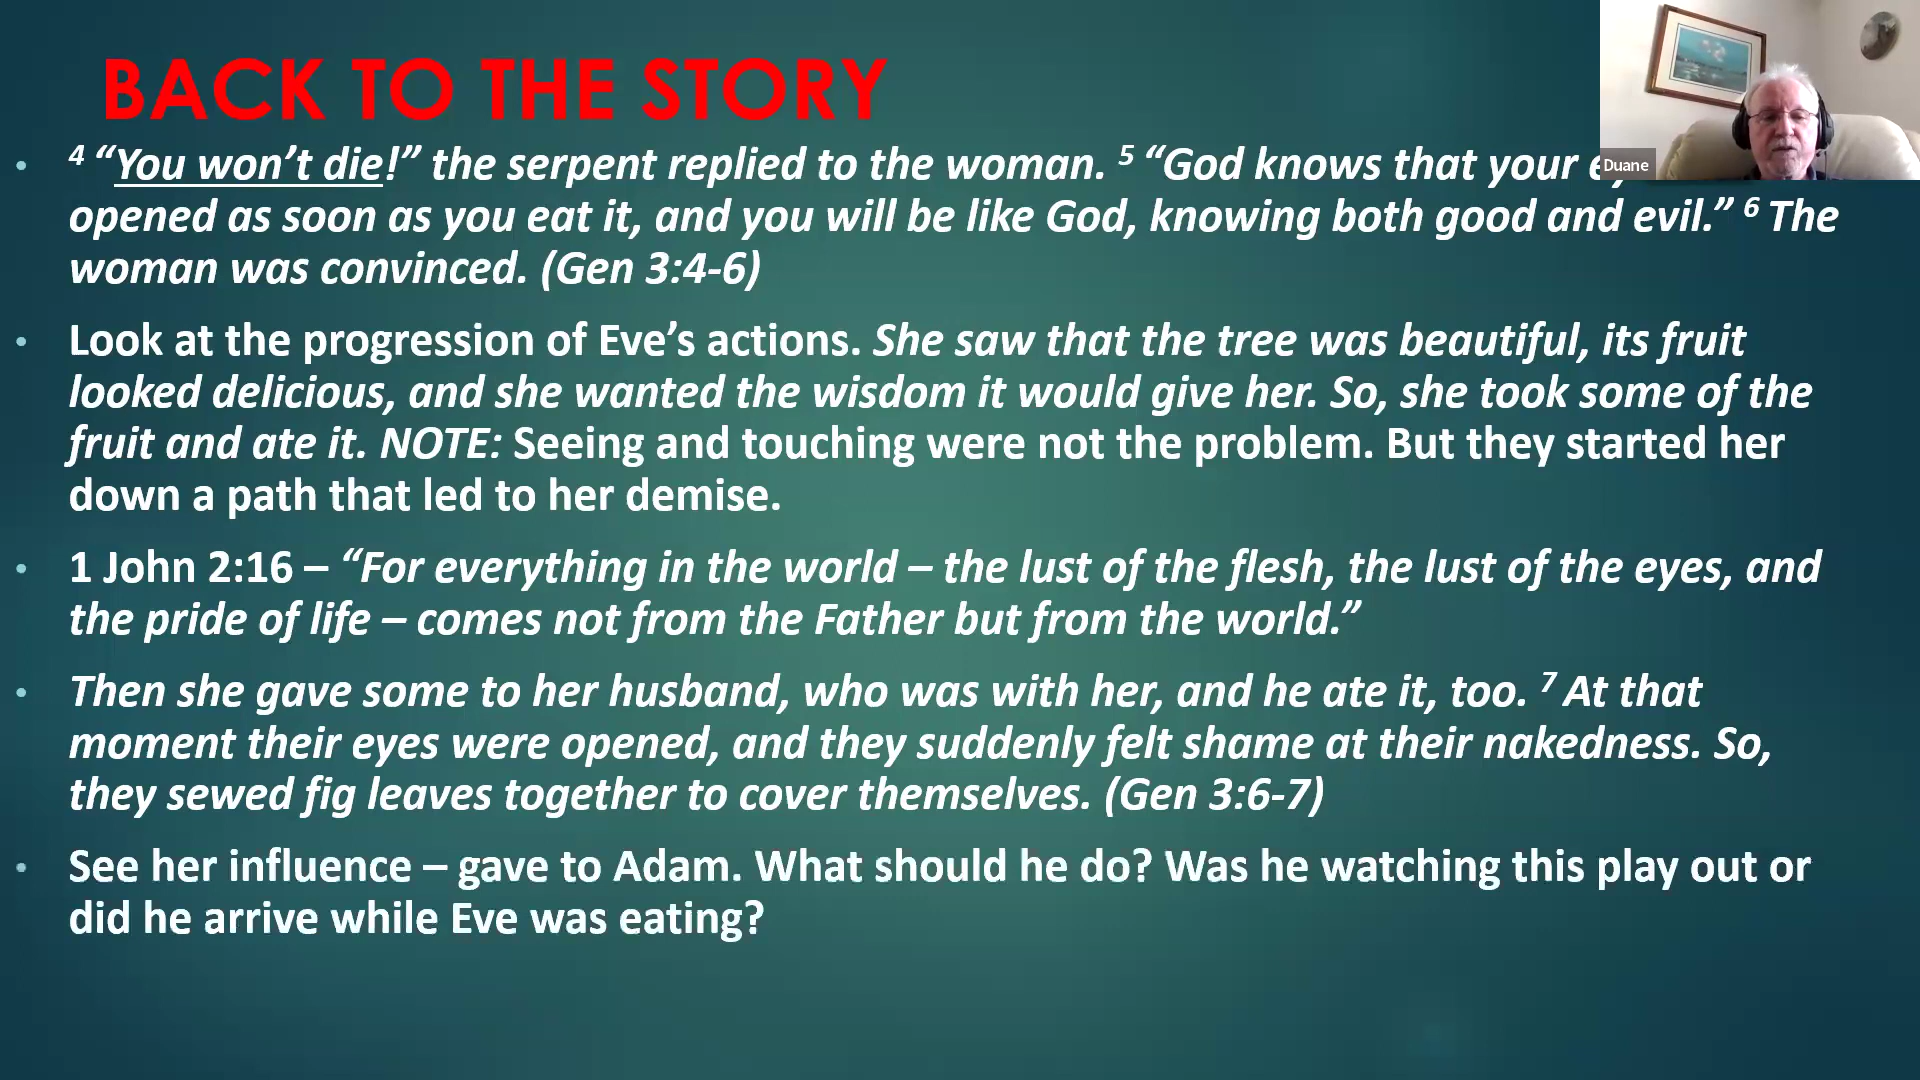 BACK TO THE STORY
4 “You won’t die!” the serpent replied to the woman. 5 “God knows that your
opened as soon as you eat it, and you will be like God, knowing both good and evil.” 6 The
woman was convinced. (Gen 3:4-6)
Look at the progression of Eve’s actions. She saw that the tree was beautiful, its fruit
looked delicious, and she wanted the wisdom it would give her. So, she took some of the
fruit and ate it. NOTE: Seeing and touching were not the problem. But they started her
down a path that led to her demise.
1 John 2:16 – “For everything in the world – the lust of the flesh, the lust of the eyes, and
the pride of life – comes not from the Father but from the world.”
Then she gave some to her husband, who was with her, and he ate it, too. 7 At that
moment their eyes were opened, and they suddenly felt shame at their nakedness. So,
they sewed fig leaves together to cover themselves. (Gen 3:6-7)
See her influence – gave to Adam. What should he do? Was he watching this play out or
did he arrive while Eve was eating?
Duane